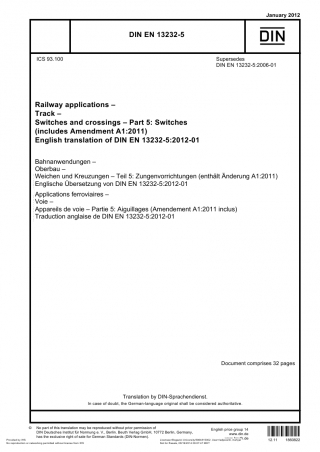 January 2012
DIN EN 13232-5
DIN
ICS 93.100
Supersedes
DIN EN 13232-5:2006-01
Railway applications –
Track –
Switches and crossings – Part 5: Switches
(includes Amendment A1:2011)
English translation of DIN EN 13232-5:2012-01
Bahnanwendungen –
Oberbau –
Weichen und Kreuzungen – Teil 5: Zungenvorrichtungen (enthält Änderung A1:2011)
Englische Übersetzung von DIN EN 13232-5:2012-01
Applications ferroviaires –
Voie –
Appareils de voie – Partie 5: Aiguillages (Amendement A1:2011 inclus)
Traduction anglaise de DIN EN 13232-5:2012-01
Document comprises 32 pages
Translation by DIN-Sprachendienst.
In case of doubt, the German-language original shall be considered authoritative.
© No part of this translation may be reproduced without prior permission of
DIN Deutsches Institut für Normung e. V., Berlin. Beuth Verlag GmbH, 10772 Berlin, Germany,
has the exclusive right of sale for German Standards (DIN-Normen).
English price group 14
www.din.de
12.11